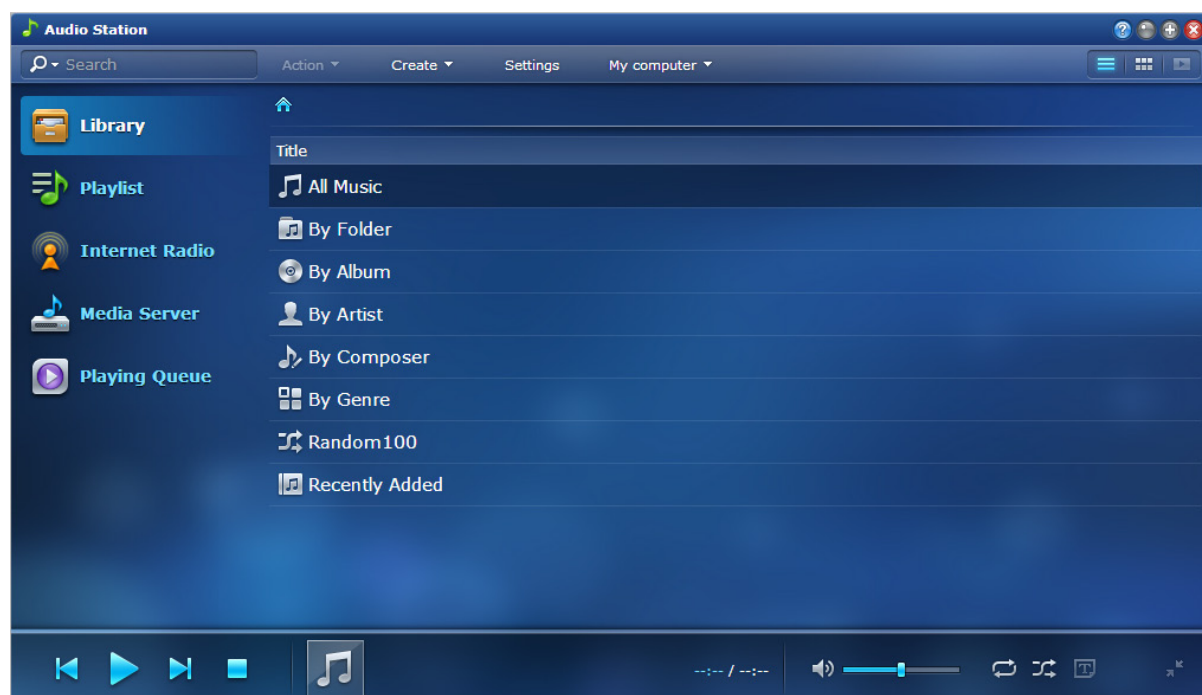 Audio Station
Search
Action
Create
Settings
My computer
Library
Playlist
Internet Radio
Media Server
Playing Queue
Title
All Music
By Folder
By Album
By Artist
By Composer
By Genre
Random100
Recently Added
--:-- / --:--
T